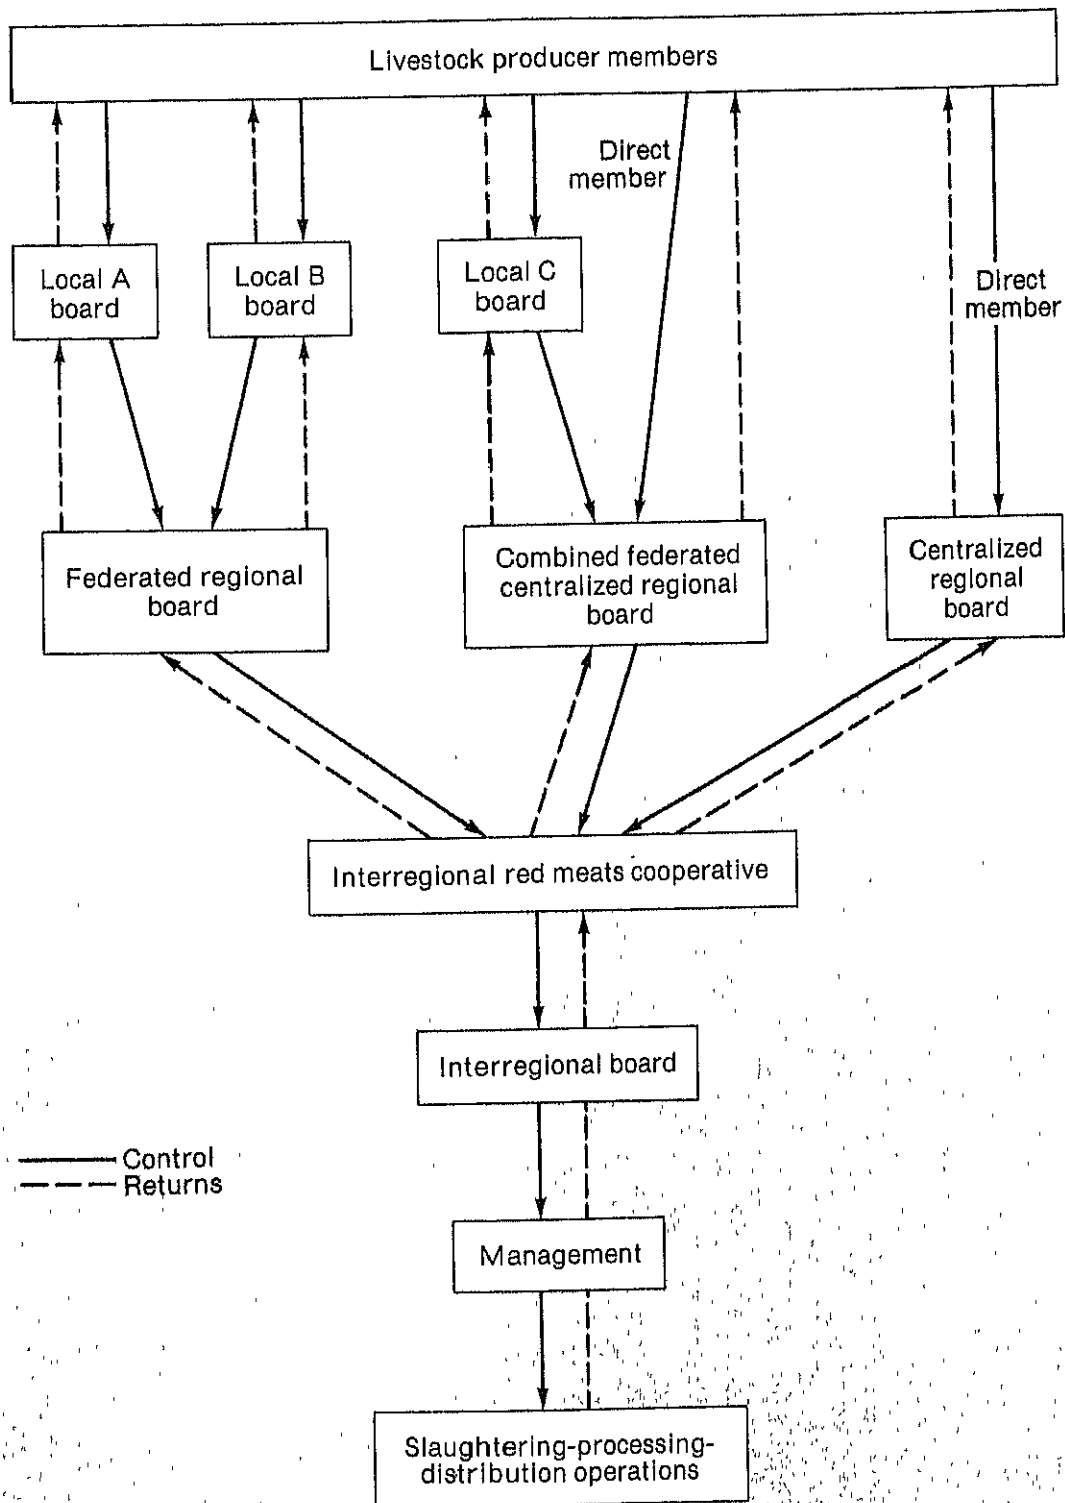 Livestock producer members
Direct
member
Local A
board
Local B
board
Local C
board
Direct
member
Federated regional
board
Combined federated
centralized regional
board
Centralized
regional
board
Interregional red meats cooperative
Interregional board
Control
Returns
Management
Slaughtering-processing-
distribution operations